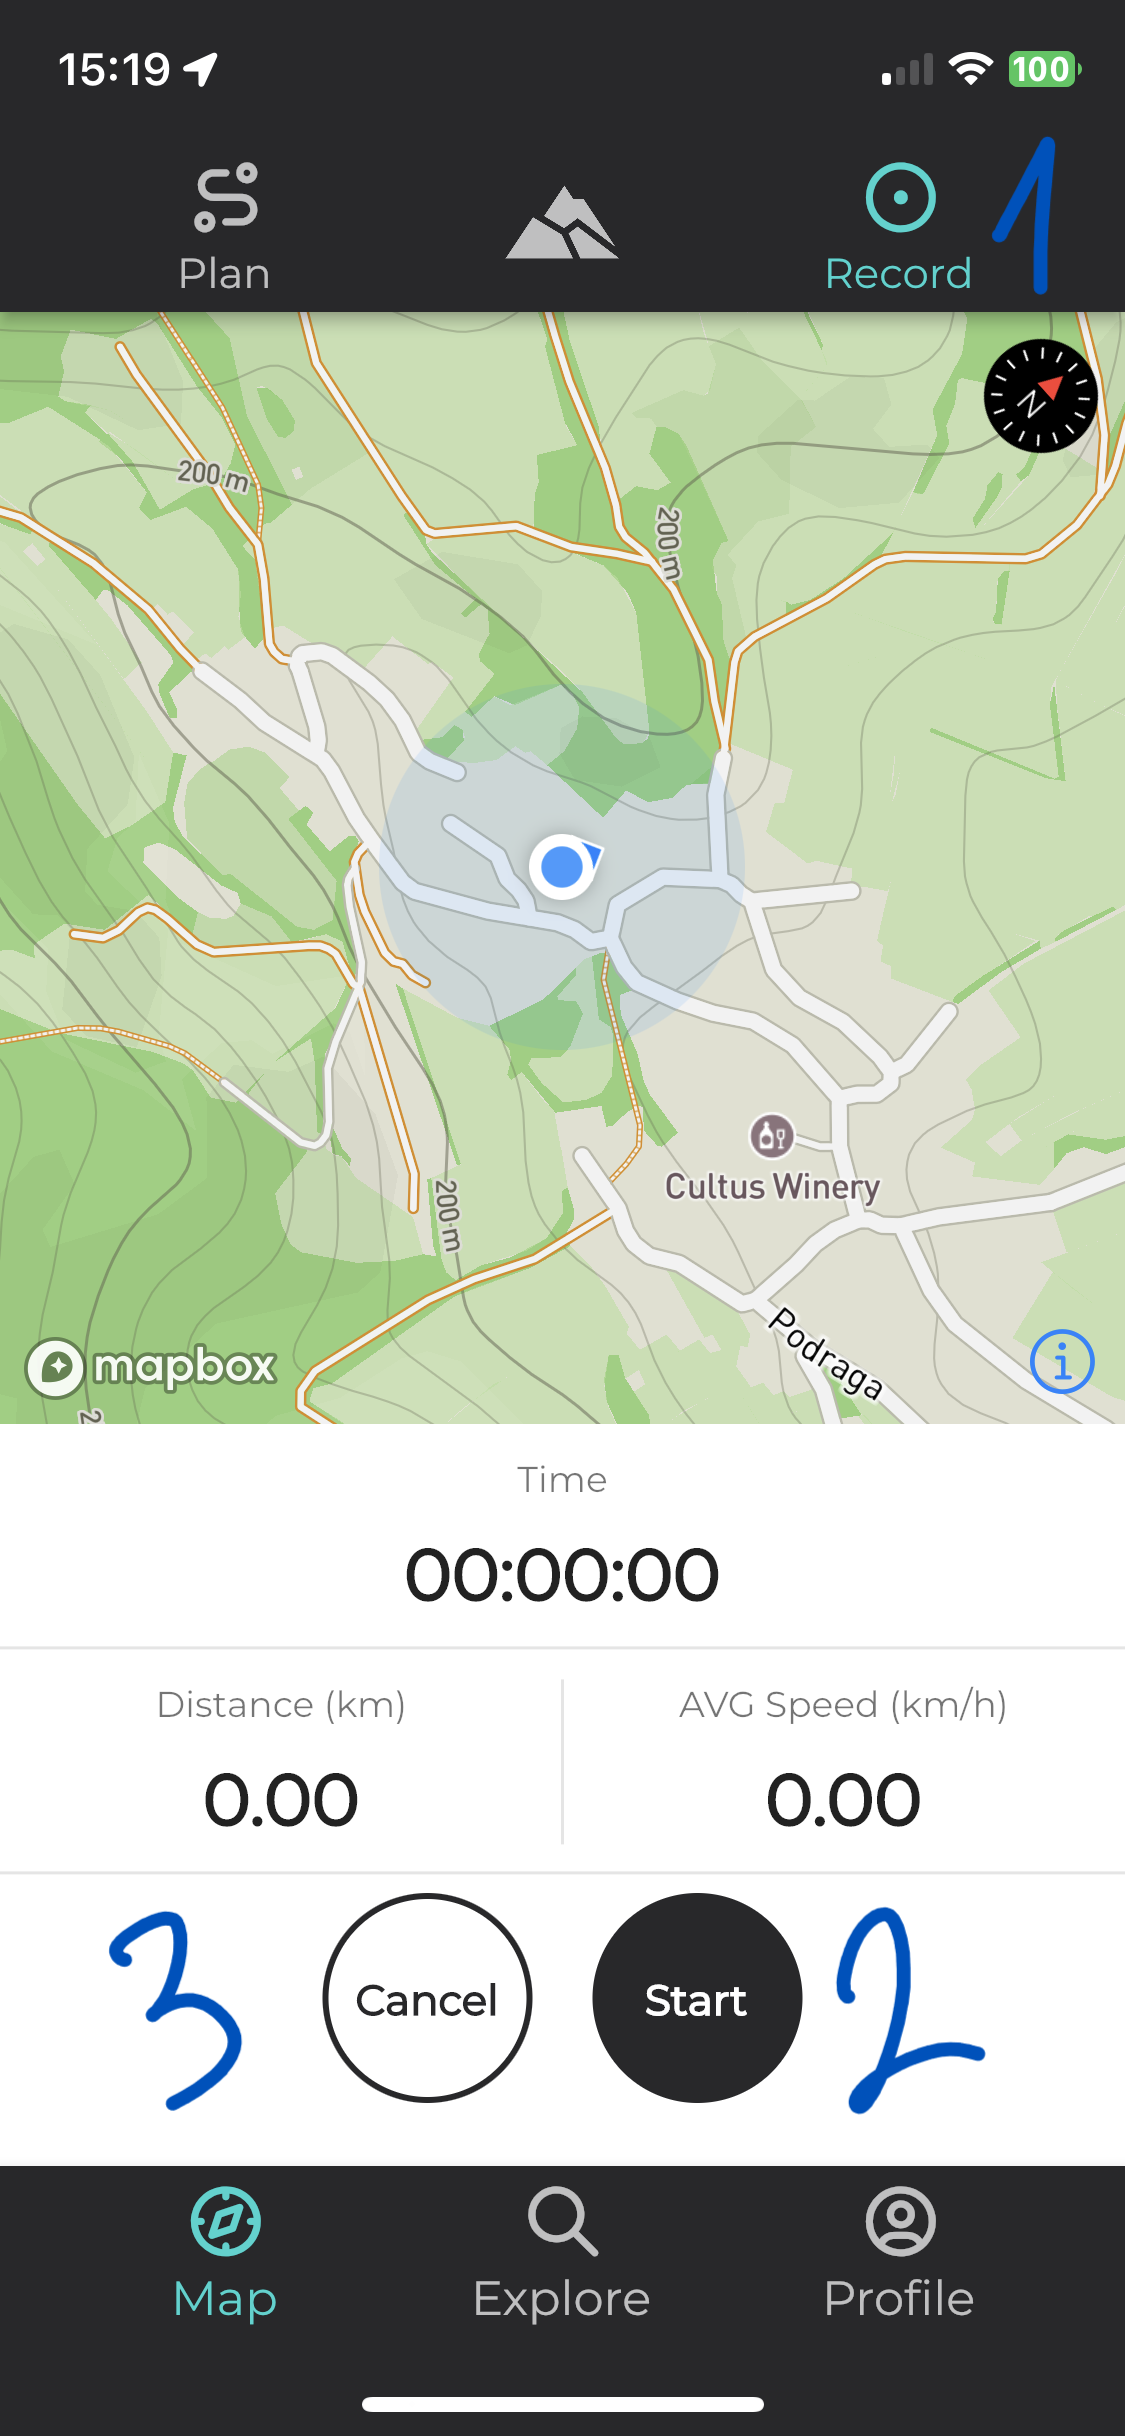 15:19
100
Plan
Record
1
N
200 m
200 m
Cultus Winery
200 m
Podraga
mapbox
i
2
Time
00:00:00
Distance (km)
AVG Speed (km/h)
0.00
0.00
3
Cancel
Start
2
Map
Explore
Profile